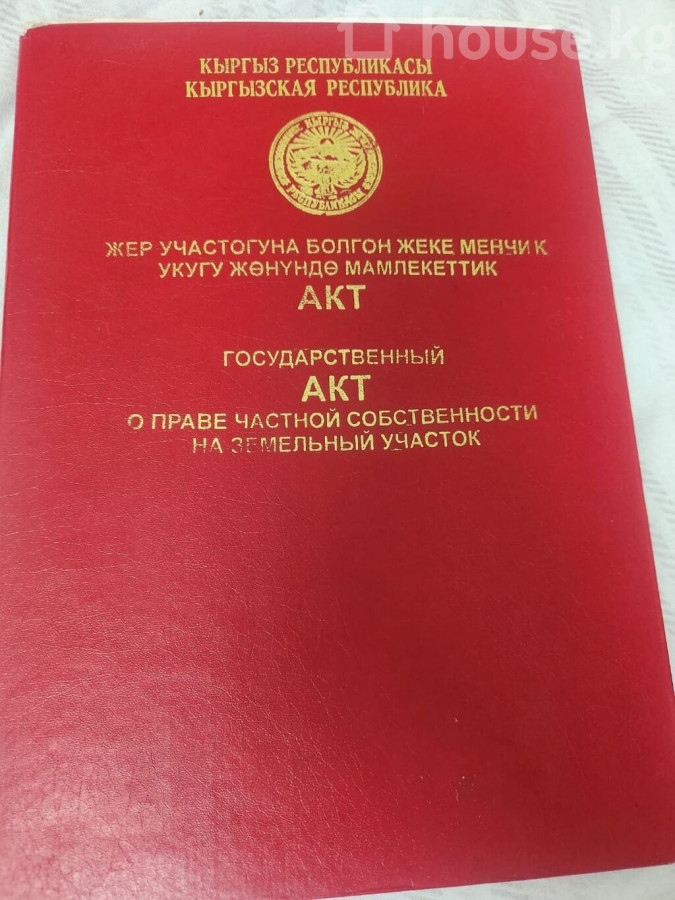 house.kg
КЫРГЫЗ РЕСПУБЛИКАСЫ
КЫРГЫЗСКАЯ РЕСПУБЛИКА
ЖЕР УЧАСТОГУНА БОЛГОН ЖЕКЕ МЕНЧИК
УКУГУ ЖӨНҮНДӨ МАМЛЕКЕТТИК
АКТ
ГОСУДАРСТВЕННЫЙ
АКТ
О ПРАВЕ ЧАСТНОЙ СОБСТВЕННОСТИ
НА ЗЕМЕЛЬНЫЙ УЧАСТОК